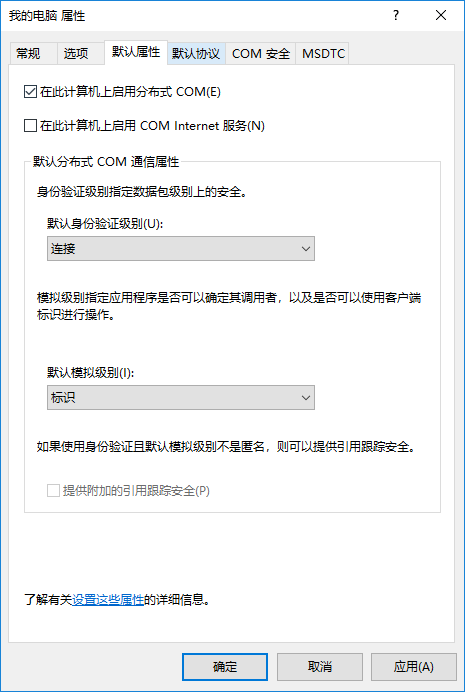 我的电脑 属性
常规 选项 默认属性 默认协议 COM 安全 MSDTC
在此计算机上启用分布式 COM(E)
在此计算机上启用 COM Internet 服务(N)
默认分布式 COM 通信属性
身份验证级别指定数据包级别上的安全。
默认身份验证级别(U):
连接
模拟级别指定应用程序是否可以确定其调用者，以及是否可以使用客户端
标识进行操作。
默认模拟级别(I):
标识
如果使用身份验证且默认模拟级别不是匿名，则可以提供引用跟踪安全。
提供附加的引用跟踪安全(P)
了解有关设置这些属性的详细信息。
确定 取消 应用(A)